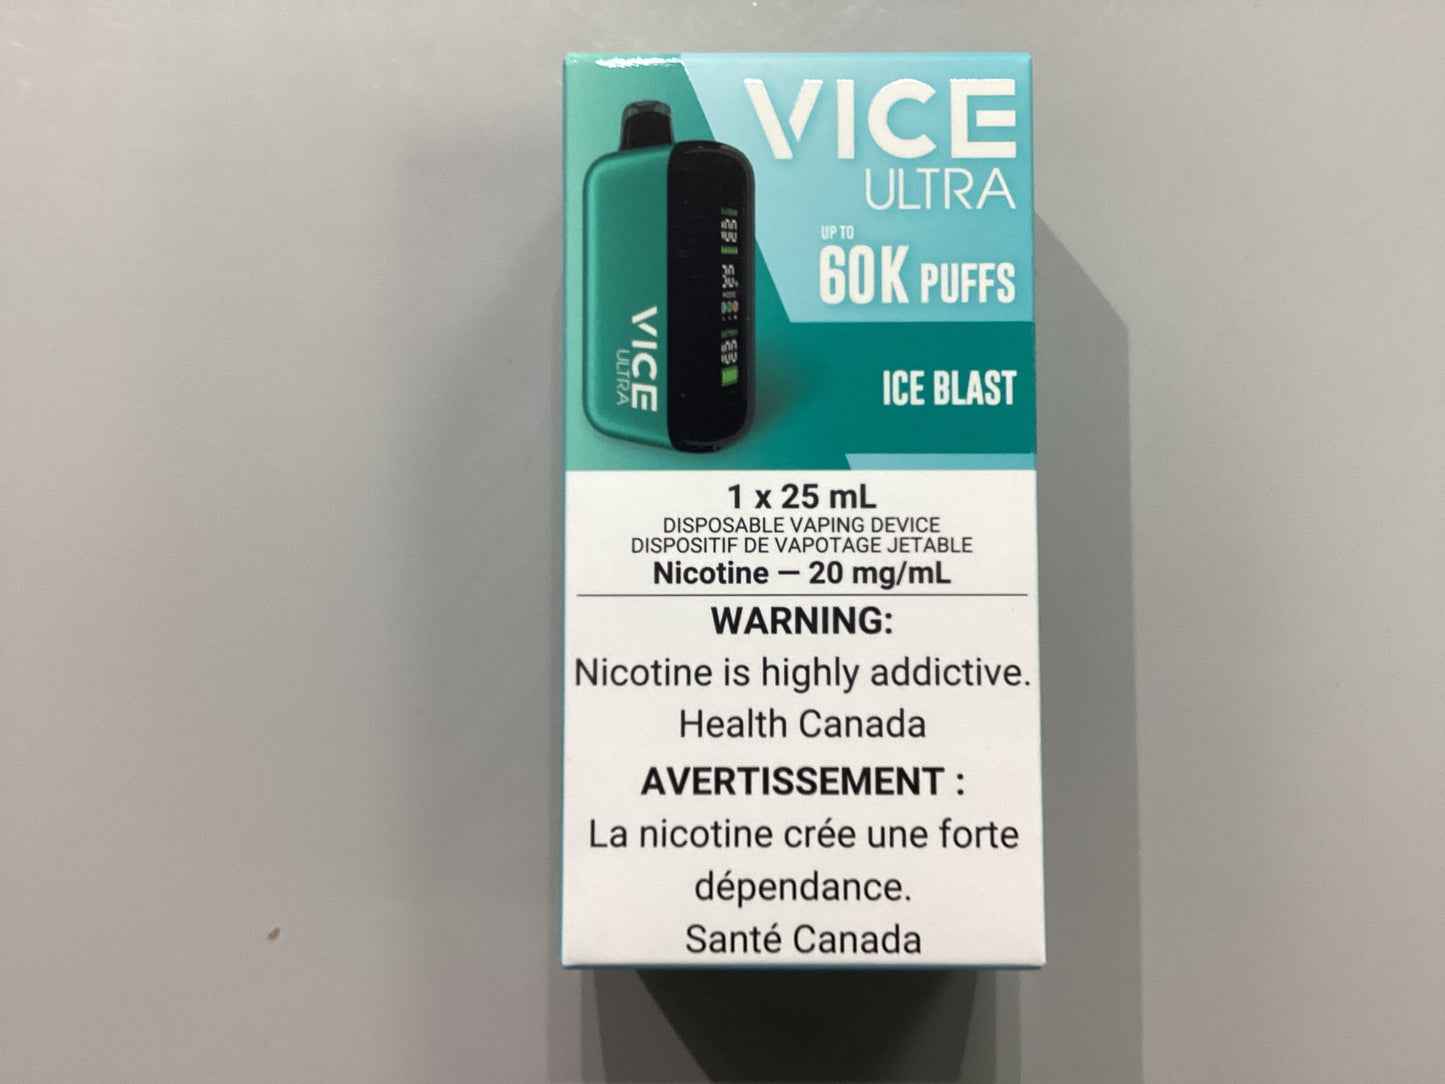 VICE
ULTRA
UP TO
60K PUFFS
ICE BLAST
VICE
ULTRA
1 x 25 mL
DISPOSABLE VAPING DEVICE
DISPOSITIF DE VAPOTAGE JETABLE
Nicotine — 20 mg/mL
WARNING:
Nicotine is highly addictive.
Health Canada
AVERTISSEMENT :
La nicotine crée une forte
dépendance.
Santé Canada